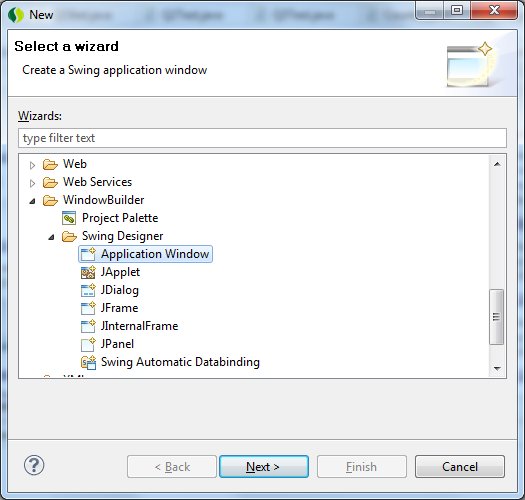 New
Select a wizard
Create a Swing application window
Wizards:
type filter text
Web
Web Services
WindowBuilder
Project Palette
Swing Designer
Application Window
JApplet
JDialog
JFrame
JInternalFrame
JPanel
Swing Automatic Databinding
? < Back Next > Finish Cancel